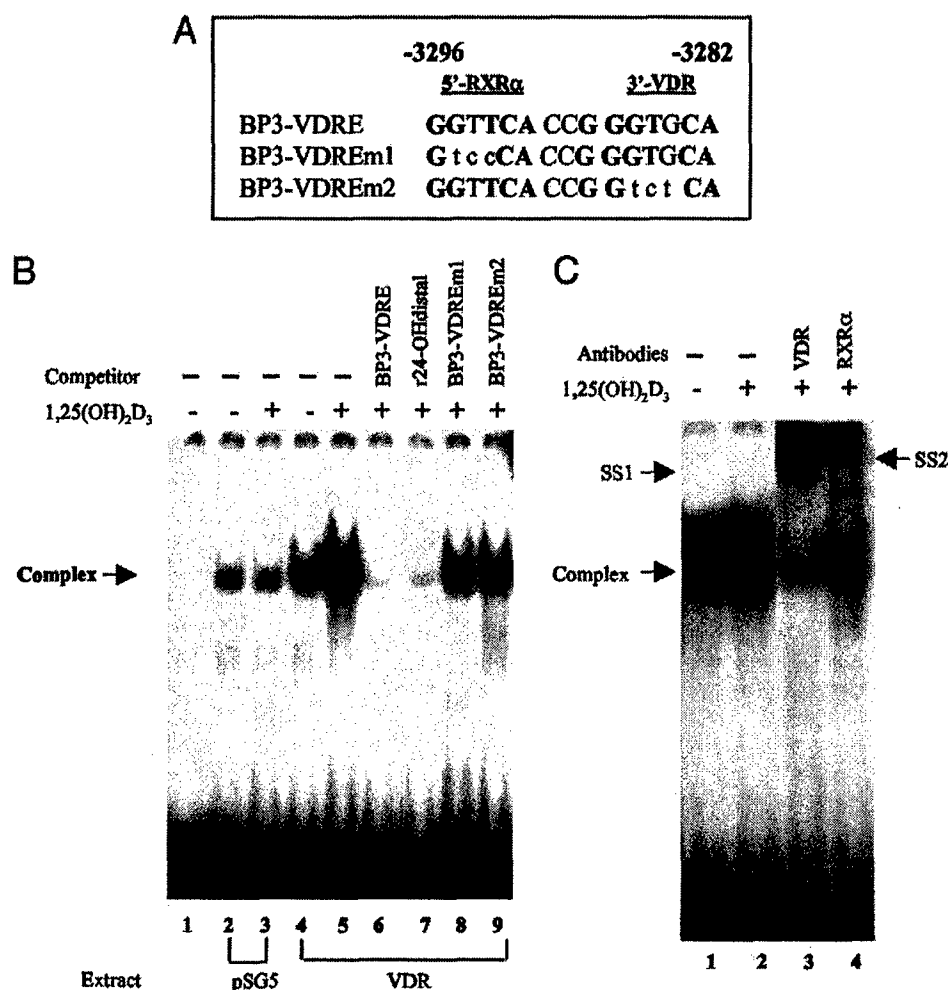 A
-3296 -3282
5'-RXRα 3'-VDR
BP3-VDRE GGTTCA CCG GGTGCA
BP3-VDREm1 GtccCA CCG GGTGCA
BP3-VDREm2 GGTTCA CCG Gtct CA
B
BP3-VDRE
r24-OHdistal
BP3-VDREm1
BP3-VDREm2
Competitor - - - - -
1,25(OH)₂D₃ - - + - + + + + +
Complex
1 2 3 4 5 6 7 8 9
Extract pSG5 VDR
C
VDR
RXRα
Antibodies - -
1,25(OH)₂D₃ - + + +
SS1 SS2
Complex
1 2 3 4